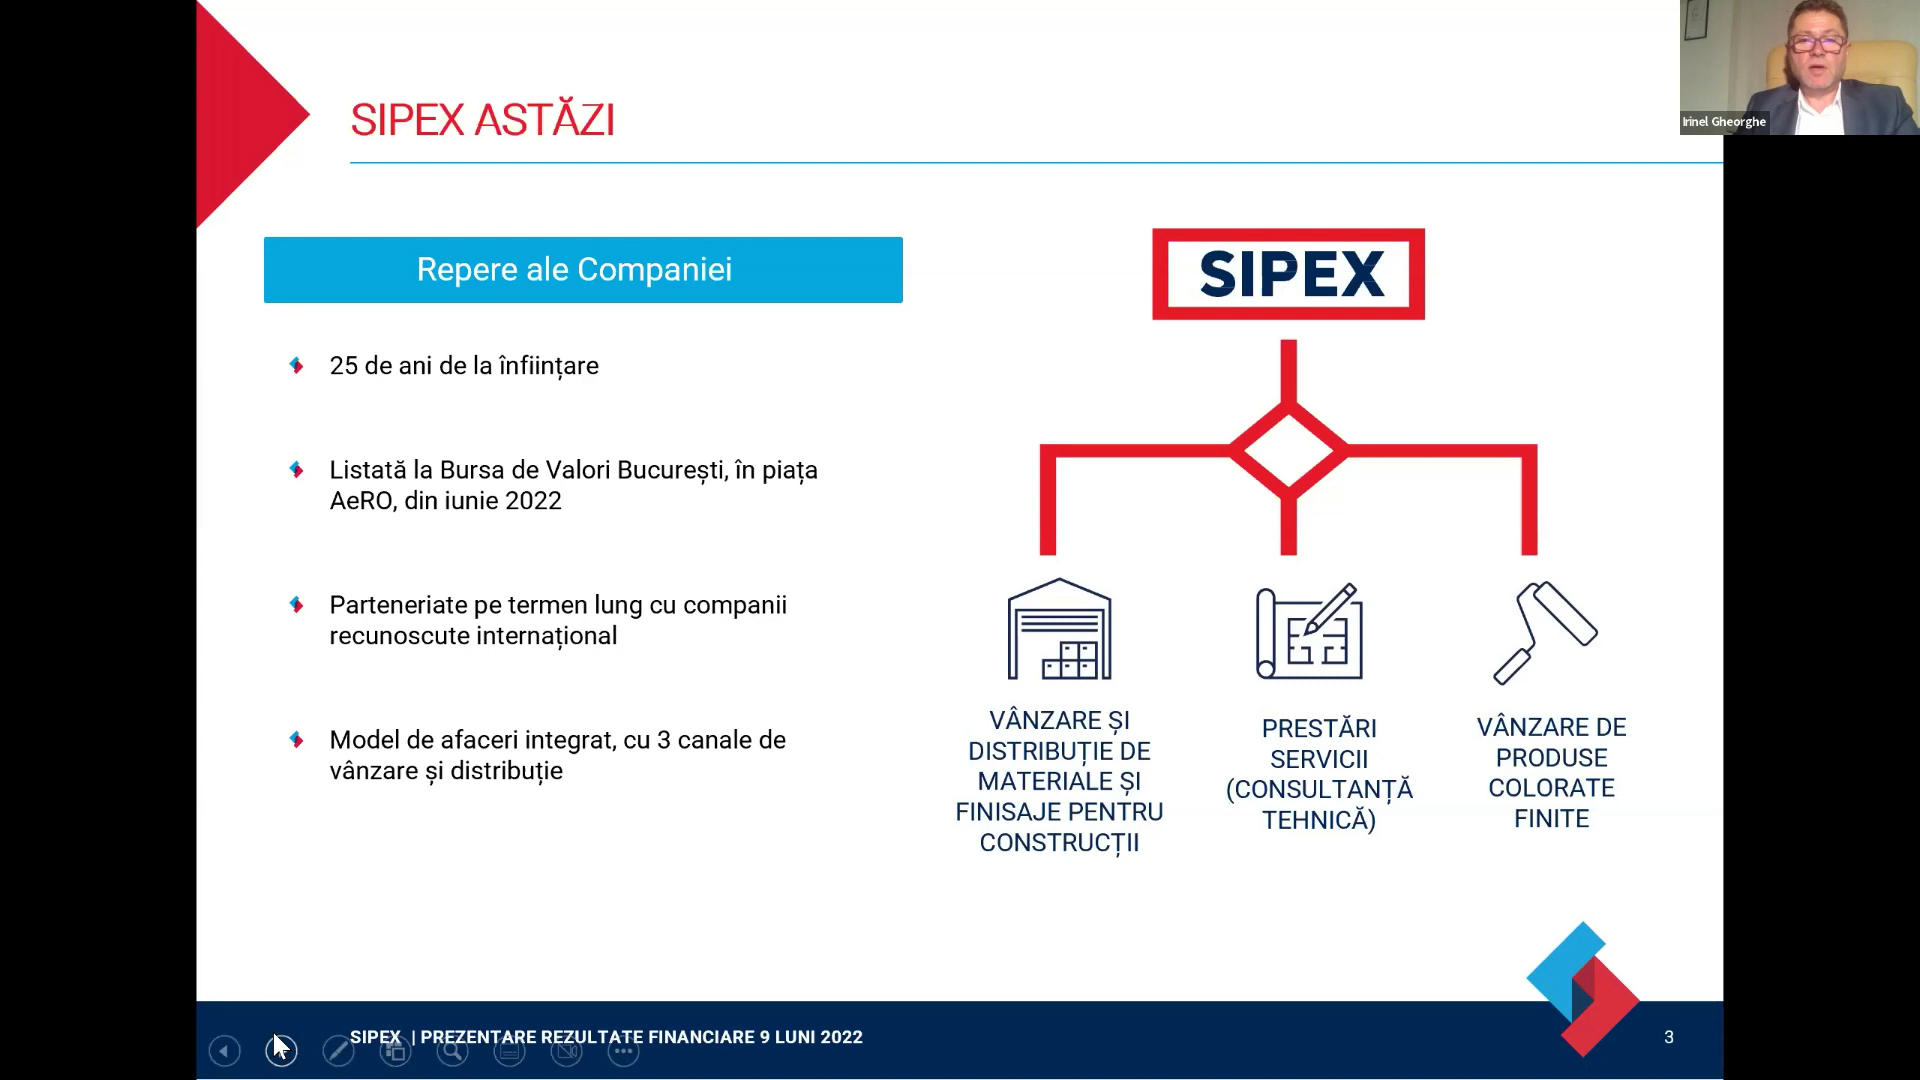 SIPEX ASTĂZI
Irinel Gheorghe
Repere ale Companiei
25 de ani de la înființare
Listată la Bursa de Valori București, în piața
AeRO, din iunie 2022
Parteneriate pe termen lung cu companii
recunoscute internațional
Model de afaceri integrat, cu 3 canale de
vânzare și distribuție
SIPEX
VÂNZARE ȘI
DISTRIBUȚIE DE
MATERIALE ȘI
FINISAJE PENTRU
CONSTRUCȚII
PRESTĂRI
SERVICII
(CONSULTANȚĂ
TEHNICĂ)
VÂNZARE DE
PRODUSE
COLORATE
FINITE
SIPEX | PREZENTARE REZULTATE FINANCIARE 9 LUNI 2022
3